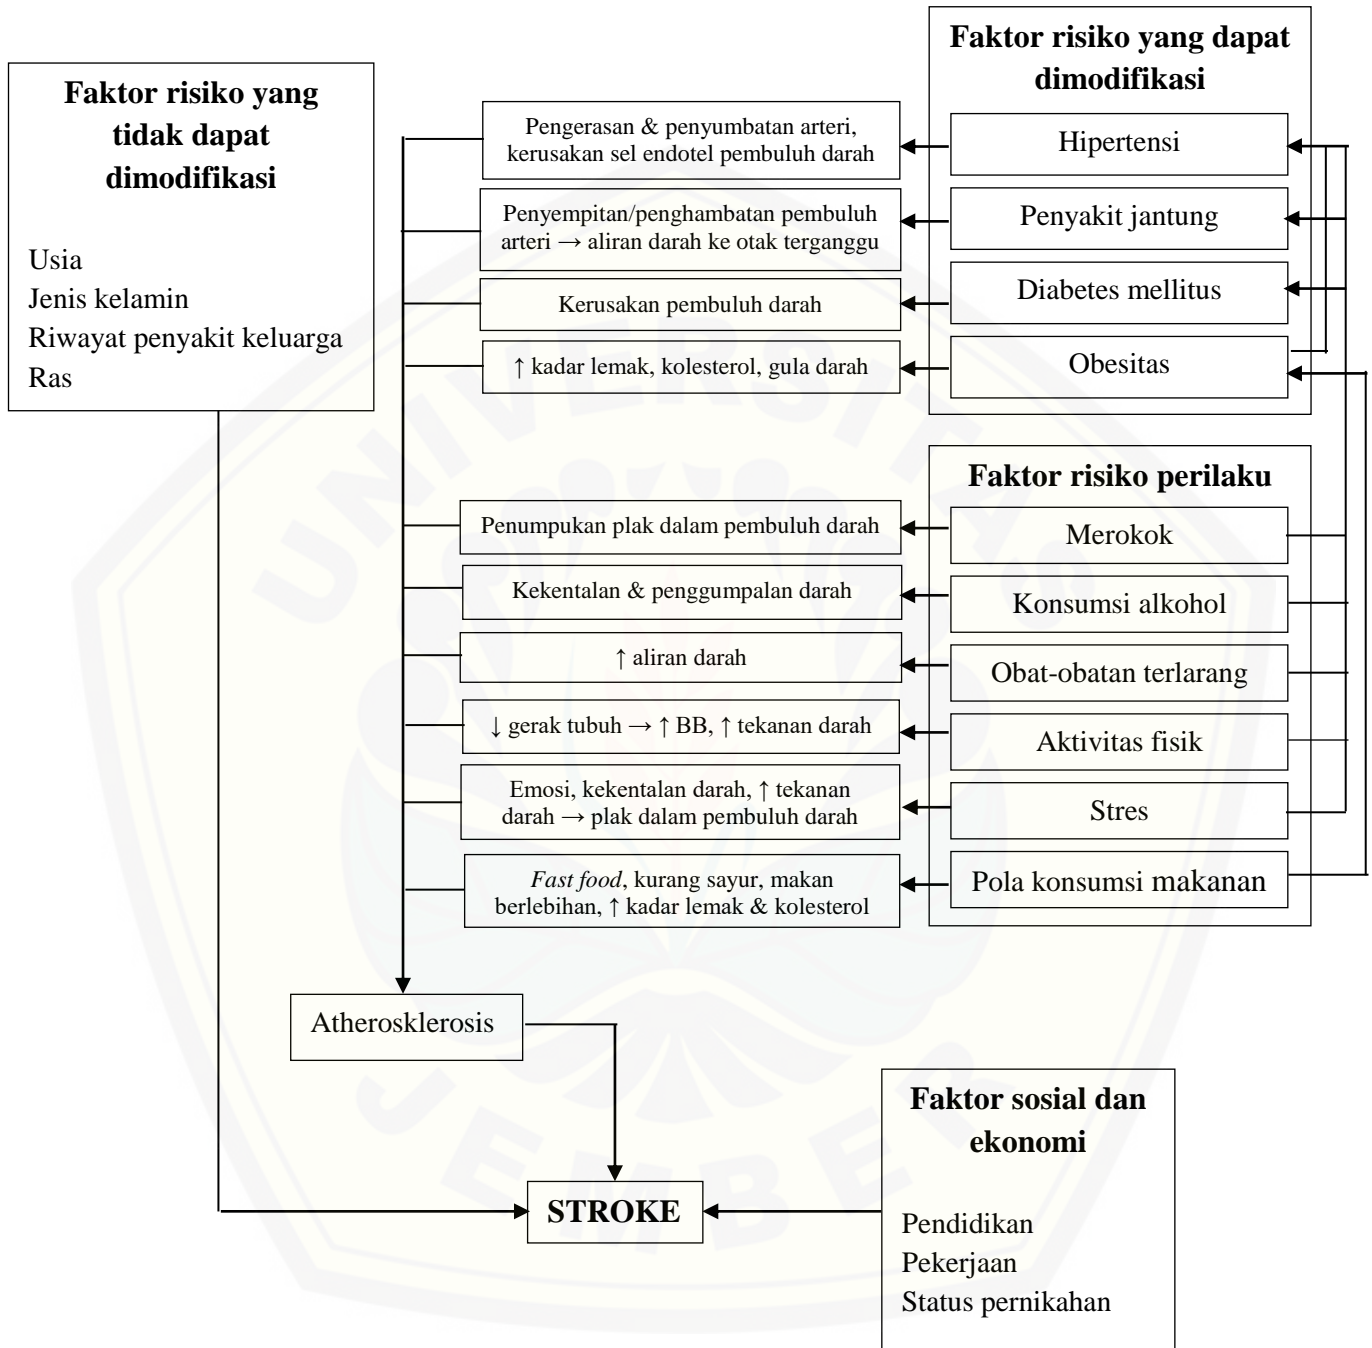 Faktor risiko yang
tidak dapat
dimodifikasi
Usia
Jenis kelamin
Riwayat penyakit keluarga
Ras
Pengerasan & penyumbatan arteri,
kerusakan sel endotel pembuluh darah
Penyempitan/penghambatan pembuluh
arteri → aliran darah ke otak terganggu
Kerusakan pembuluh darah
↑ kadar lemak, kolesterol, gula darah
Faktor risiko yang dapat
dimodifikasi
Hipertensi
Penyakit jantung
Diabetes mellitus
Obesitas
Penumpukan plak dalam pembuluh darah
Kekentalan & penggumpalan darah
↑ aliran darah
↓ gerak tubuh → ↑ BB, ↑ tekanan darah
Emosi, kekentalan darah, ↑ tekanan
darah → plak dalam pembuluh darah
Fast food, kurang sayur, makan
berlebihan, ↑ kadar lemak & kolesterol
Faktor risiko perilaku
Merokok
Konsumsi alkohol
Obat-obatan terlarang
Aktivitas fisik
Stres
Pola konsumsi makanan
Atherosklerosis
STROKE
Faktor sosial dan
ekonomi
Pendidikan
Pekerjaan
Status pernikahan
UNIVERSITAS
JEMBER